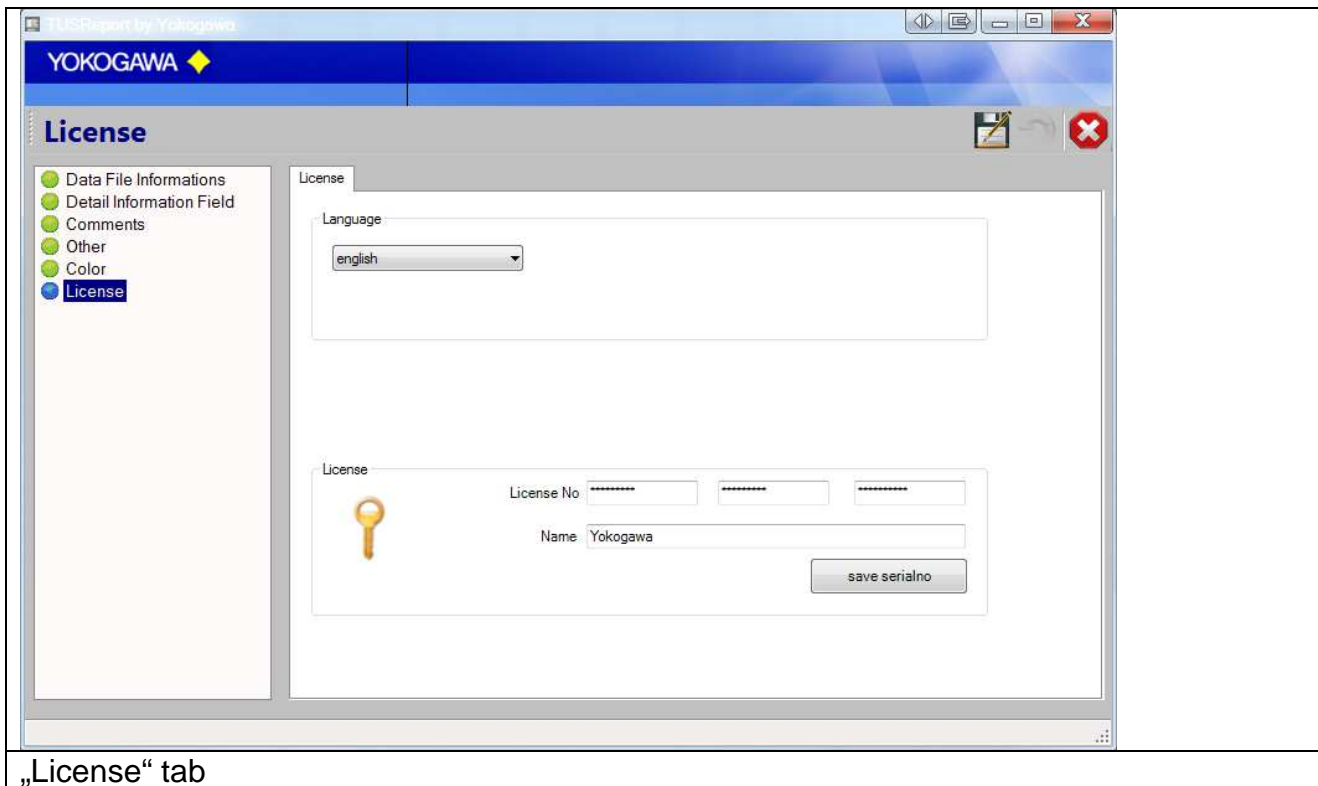 TUSReport by Yokogawa
YOKOGAWA
License
Data File Informations
Detail Information Field
Comments
Other
Color
License
License
Language
english
License
License No ********* ********* **********
Name Yokogawa
save serialno
„License“ tab